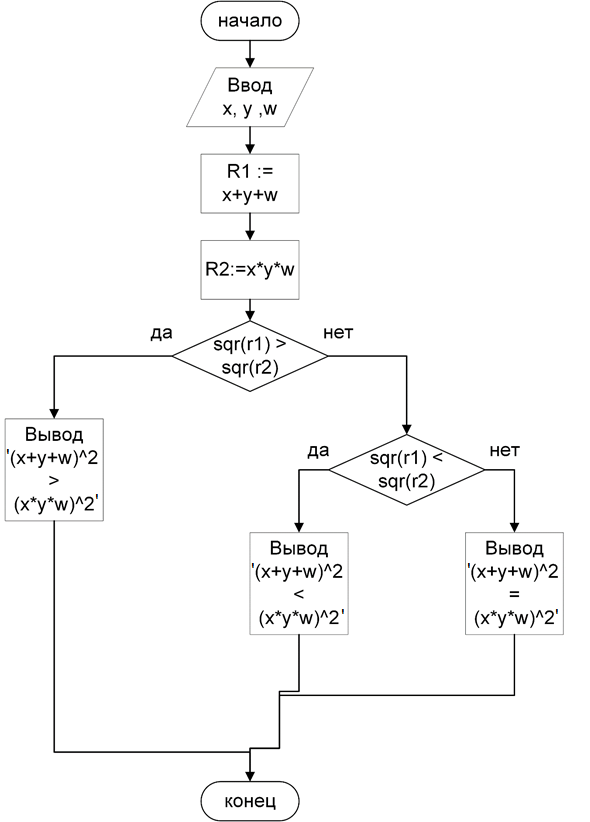 начало
Ввод
x, y ,w
R1 :=
x+y+w
R2:=x*y*w
да
нет
sqr(r1) >
sqr(r2)
Вывод
'(x+y+w)^2
>
(x*y*w)^2'
да
нет
sqr(r1) <
sqr(r2)
Вывод
'(x+y+w)^2
<
(x*y*w)^2'
Вывод
'(x+y+w)^2
=
(x*y*w)^2'
конец